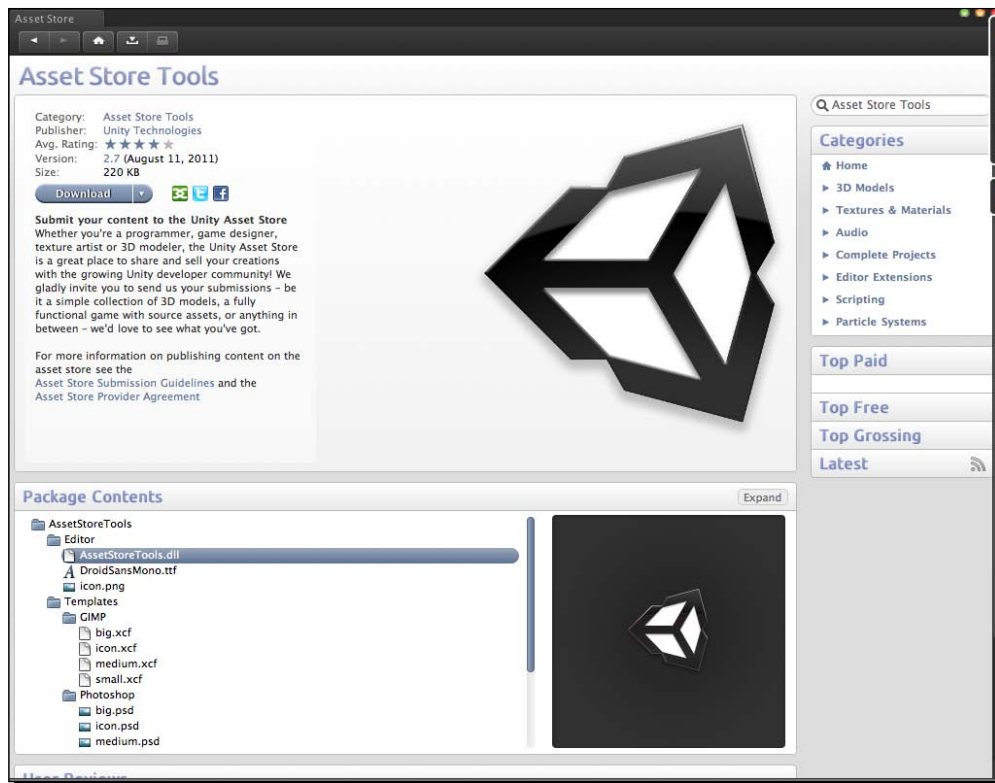 Asset Store
Asset Store Tools
Category: Asset Store Tools
Publisher: Unity Technologies
Avg. Rating:
Version: 2.7 (August 11, 2011)
Size: 220 KB
Download
Submit your content to the Unity Asset Store
Whether you're a programmer, game designer,
texture artist or 3D modeler, the Unity Asset Store
is a great place to share and sell your creations
with the growing Unity developer community! We
gladly invite you to send us your submissions – be
it a simple collection of 3D models, a fully
functional game with source assets, or anything in
between – we'd love to see what you've got.
For more information on publishing content on the
asset store see the
Asset Store Submission Guidelines and the
Asset Store Provider Agreement
Asset Store Tools
Categories
Home
3D Models
Textures & Materials
Audio
Complete Projects
Editor Extensions
Scripting
Particle Systems
Top Paid
Top Free
Top Grossing
Latest
Package Contents
Expand
AssetStoreTools
Editor
AssetStoreTools.dll
DroidSansMono.ttf
icon.png
Templates
GIMP
big.xcf
icon.xcf
medium.xcf
small.xcf
Photoshop
big.psd
icon.psd
medium.psd
User Reviews